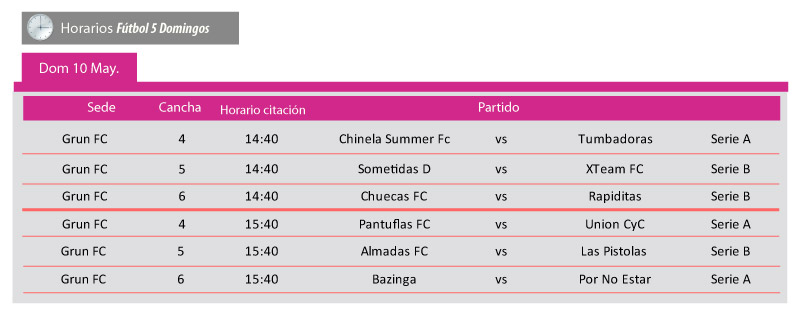 Horarios Fútbol 5 Domingos
Dom 10 May.
Sede Cancha Horario citación Partido
Grun FC 4 14:40 Chinela Summer Fc vs Tumbadoras Serie A
Grun FC 5 14:40 Sometidas D vs XTeam FC Serie B
Grun FC 6 14:40 Chuecas FC vs Rapiditas Serie B
Grun FC 4 15:40 Pantuflas FC vs Union CyC Serie A
Grun FC 5 15:40 Almadas FC vs Las Pistolas Serie B
Grun FC 6 15:40 Bazinga vs Por No Estar Serie A